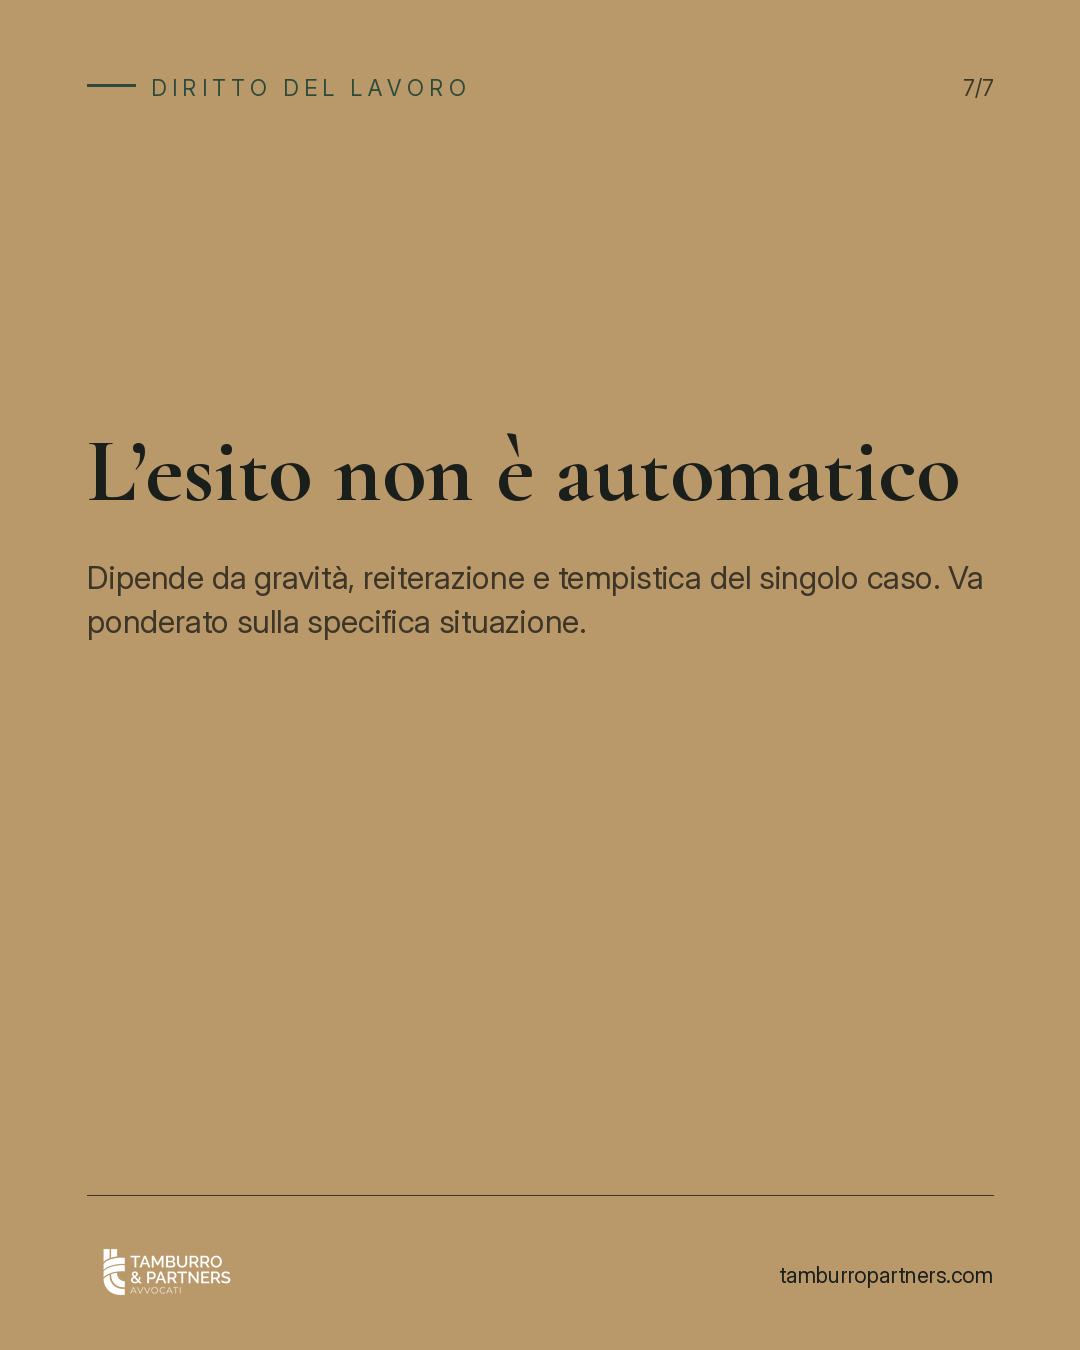 DIRITTO DEL LAVORO
7/7
L’esito non è automatico
Dipende da gravità, reiterazione e tempistica del singolo caso. Va
ponderato sulla specifica situazione.
TAMBURRO
& PARTNERS
AVVOCATI
tamburropartners.com